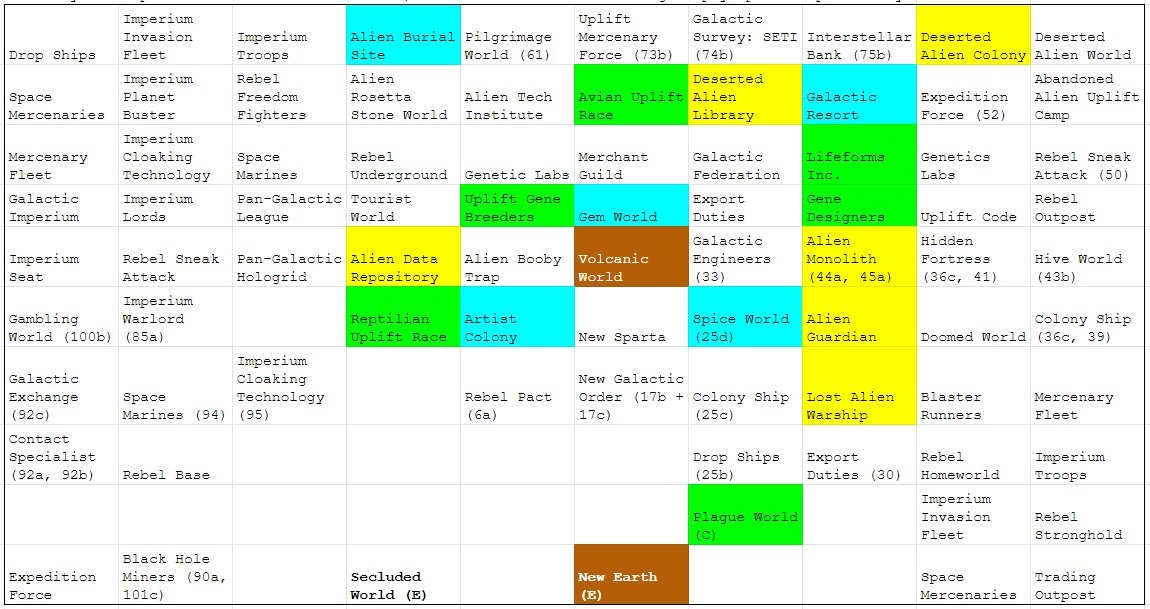 Drop Ships
Imperium
Invasion
Fleet
Imperium
Troops
Alien Burial
Site
Pilgrimage
World (61)
Uplift
Mercenary
Force (73b)
Galactic
Survey: SETI
(74b)
Interstellar
Bank (75b)
Deserted
Alien Colony
Deserted
Alien World
Space
Mercenaries
Imperium
Planet
Buster
Rebel
Freedom
Fighters
Alien
Rosetta
Stone World
Alien Tech
Institute
Avian Uplift
Race
Deserted
Alien
Library
Galactic
Resort
Expedition
Force (52)
Abandoned
Alien Uplift
Camp
Mercenary
Fleet
Imperium
Cloaking
Technology
Space
Marines
Rebel
Underground
Genetic Labs
Merchant
Guild
Galactic
Federation
Lifeforms
Inc.
Genetics
Labs
Rebel Sneak
Attack (50)
Galactic
Imperium
Imperium
Lords
Pan-Galactic
League
Tourist
World
Uplift Gene
Breeders
Gem World
Export
Duties
Gene
Designers
Uplift Code
Rebel
Outpost
Imperium
Seat
Rebel Sneak
Attack
Pan-Galactic
Hologrid
Alien Data
Repository
Alien Booby
Trap
Volcanic
World
Galactic
Engineers
(33)
Alien
Monolith
(44a, 45a)
Hidden
Fortress
(36c, 41)
Hive World
(43b)
Gambling
World (100b)
Imperium
Warlord
(85a)
Reptilian
Uplift Race
Artist
Colony
New Sparta
Spice World
(25d)
Alien
Guardian
Doomed World
Colony Ship
(36c, 39)
Galactic
Exchange
(92c)
Space
Marines (94)
Imperium
Cloaking
Technology
(95)
Rebel Pact
(6a)
New Galactic
Order (17b +
17c)
Colony Ship
(25c)
Lost Alien
Warship
Blaster
Runners
Mercenary
Fleet
Contact
Specialist
(92a, 92b)
Rebel Base
Drop Ships
(25b)
Export
Duties (30)
Rebel
Homeworld
Imperium
Troops
Plague World
(C)
Imperium
Invasion
Fleet
Rebel
Stronghold
Expedition
Force
Black Hole
Miners (90a,
101c)
Secluded
World (E)
New Earth
(E)
Space
Mercenaries
Trading
Outpost